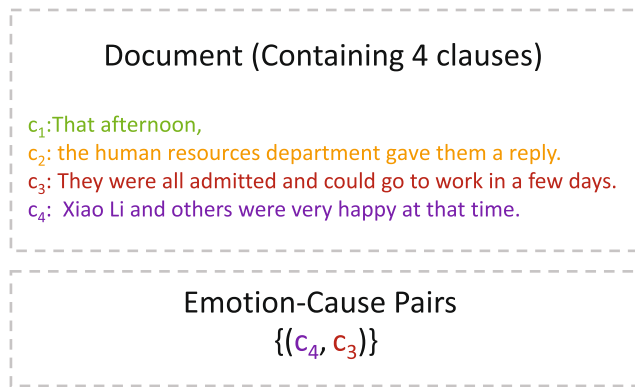 Document (Containing 4 clauses)
c₁:That afternoon,
c₂: the human resources department gave them a reply.
c₃: They were all admitted and could go to work in a few days.
c₄: Xiao Li and others were very happy at that time.
Emotion-Cause Pairs
{(c₄, c₃)}